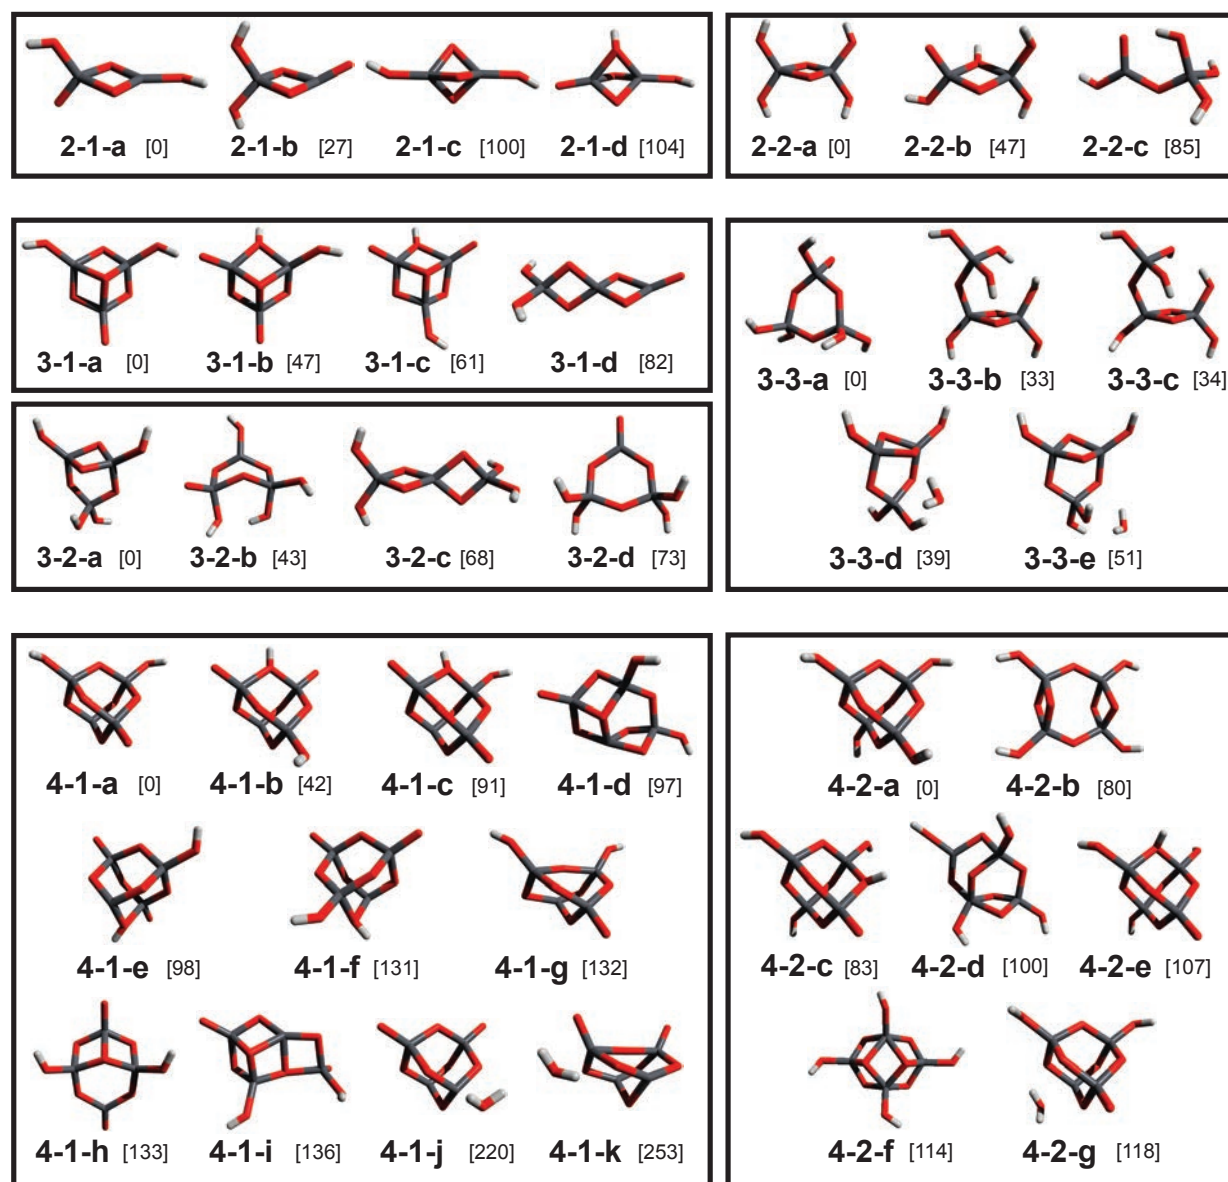 2-1-a [0] 2-1-b [27] 2-1-c [100] 2-1-d [104]
2-2-a [0] 2-2-b [47] 2-2-c [85]
3-1-a [0] 3-1-b [47] 3-1-c [61] 3-1-d [82]
3-2-a [0] 3-2-b [43] 3-2-c [68] 3-2-d [73]
3-3-a [0] 3-3-b [33] 3-3-c [34]
3-3-d [39] 3-3-e [51]
4-1-a [0] 4-1-b [42] 4-1-c [91] 4-1-d [97]
4-1-e [98] 4-1-f [131] 4-1-g [132]
4-1-h [133] 4-1-i [136] 4-1-j [220] 4-1-k [253]
4-2-a [0] 4-2-b [80]
4-2-c [83] 4-2-d [100] 4-2-e [107]
4-2-f [114] 4-2-g [118]